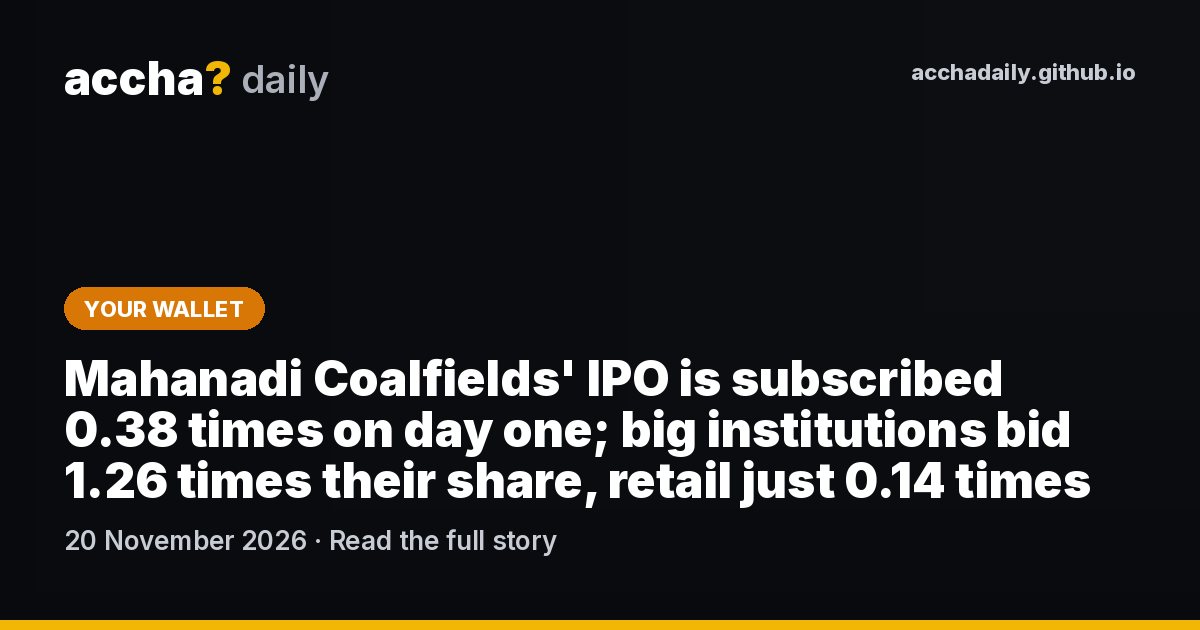 accha? daily
acchadaily.github.io
YOUR WALLET
Mahanadi Coalfields' IPO is subscribed
0.38 times on day one; big institutions bid
1.26 times their share, retail just 0.14 times
20 November 2026 · Read the full story